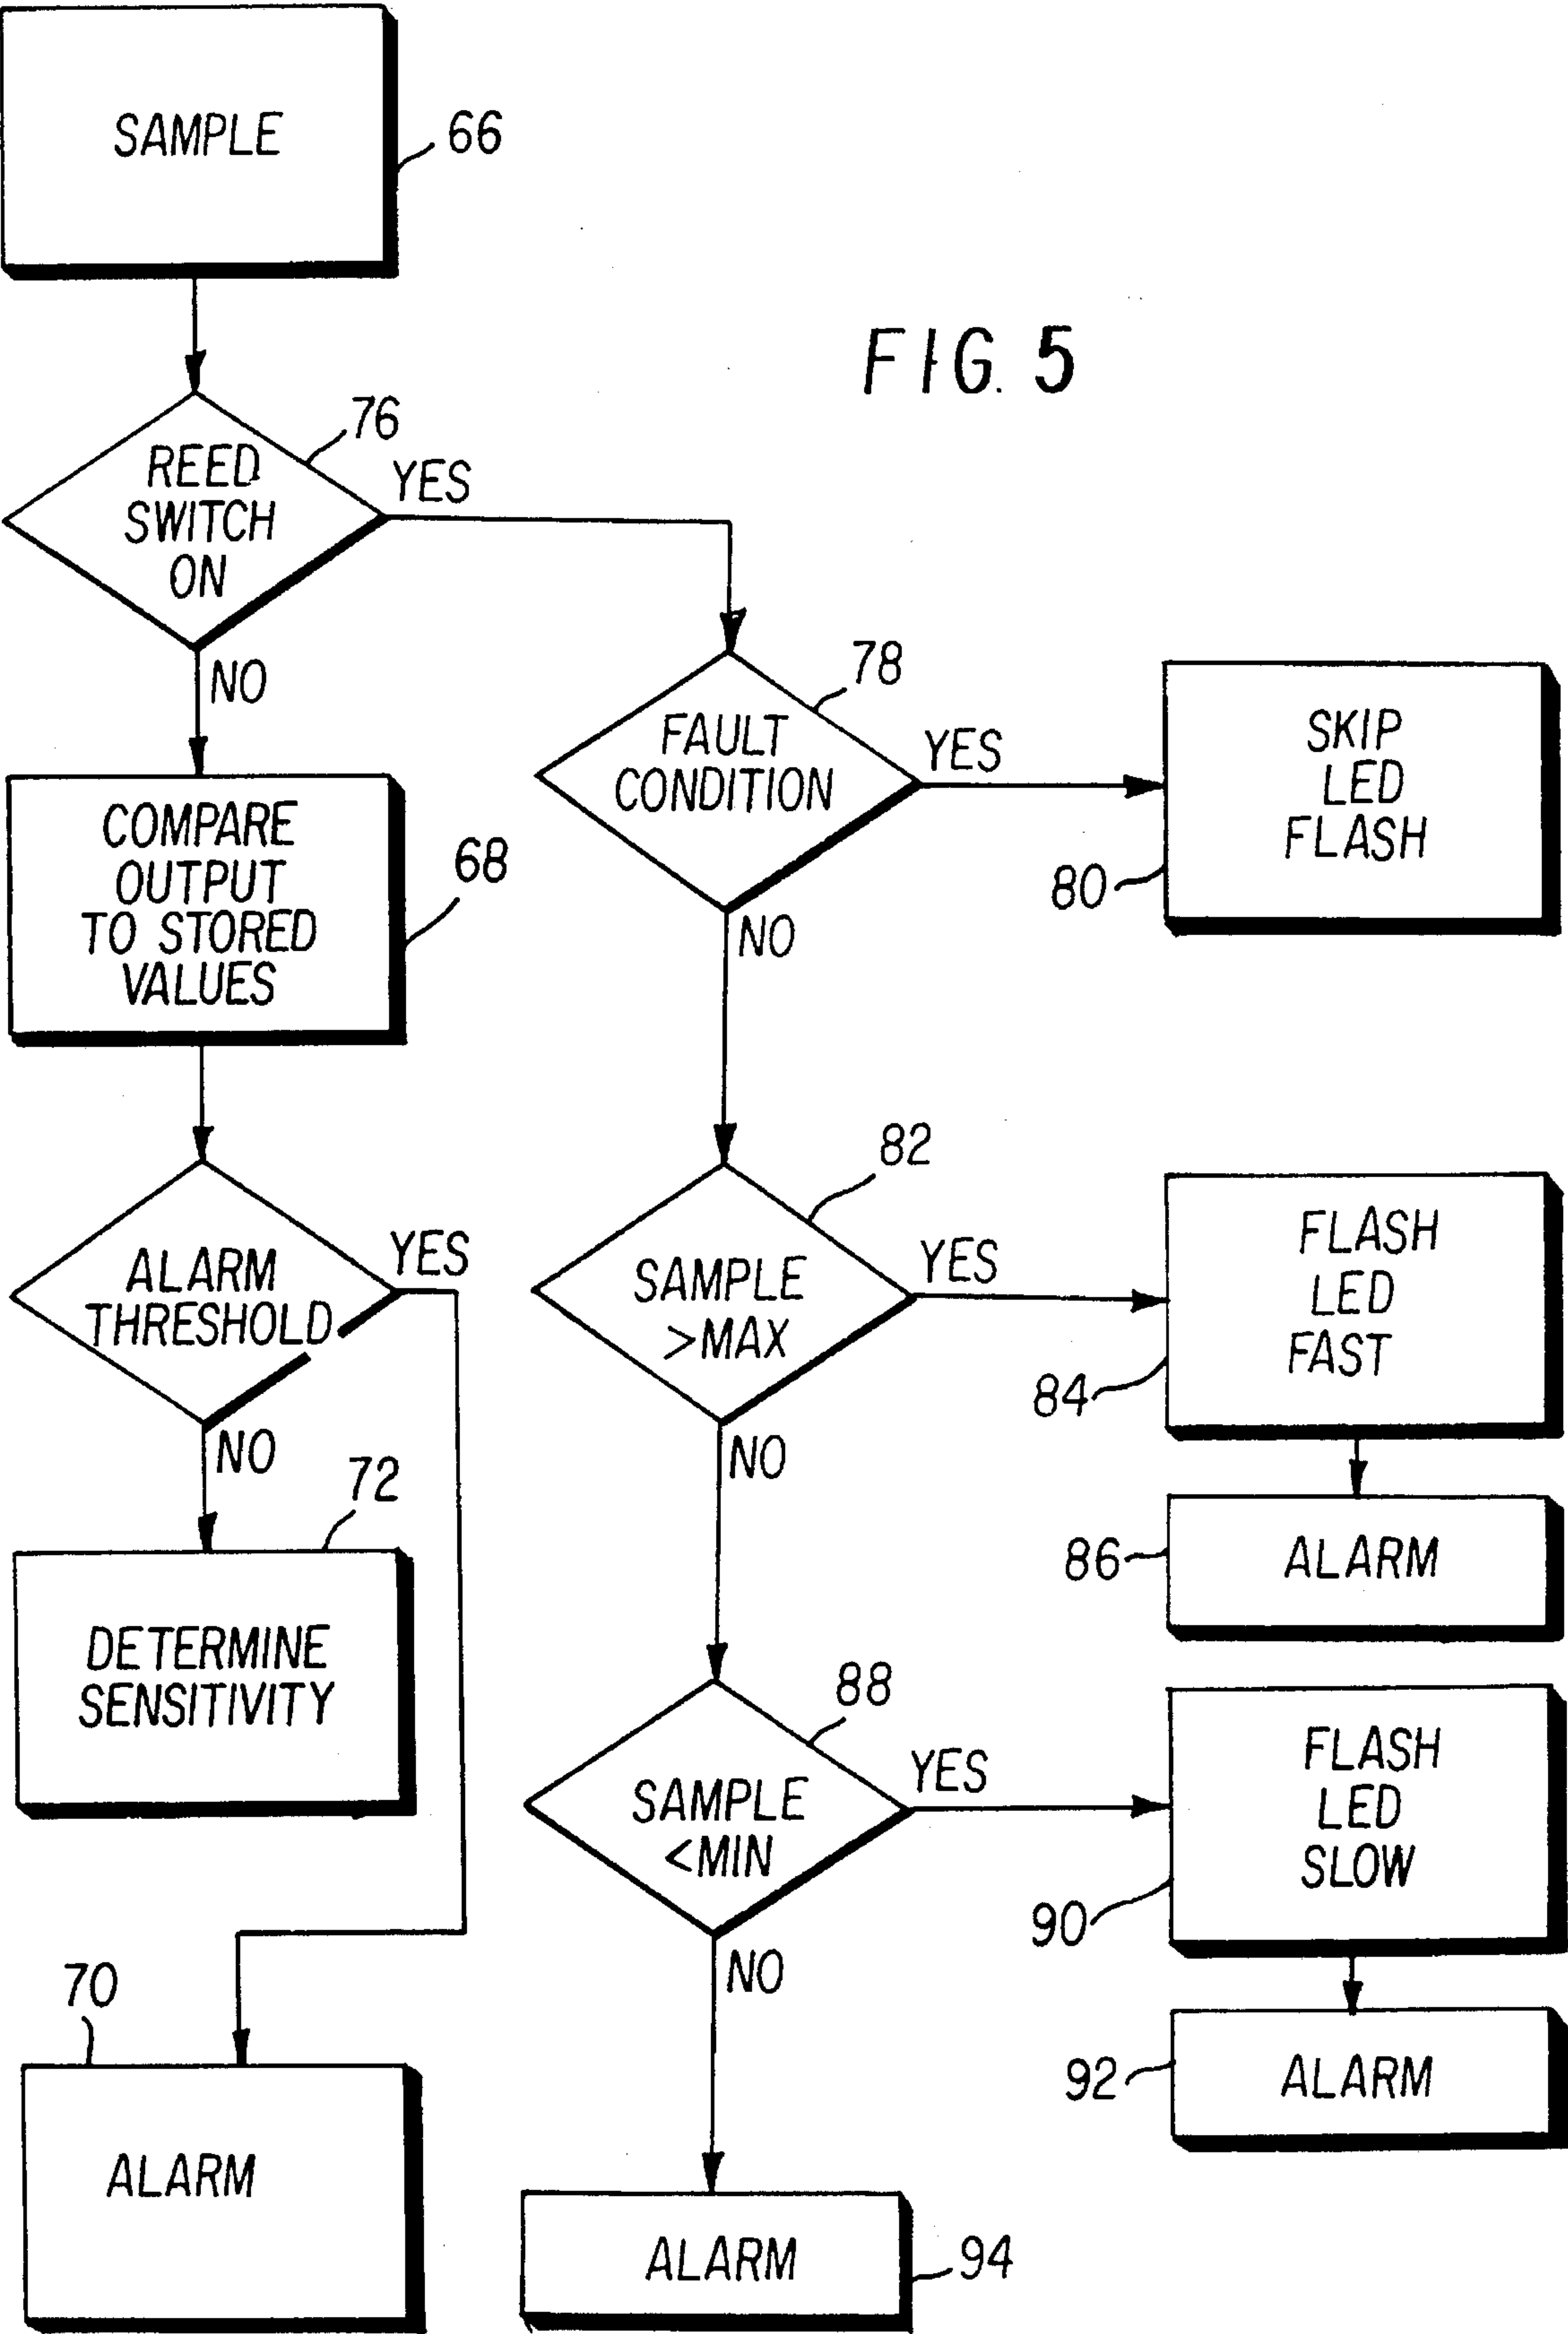 SAMPLE
66
FIG. 5
76
REED
SWITCH
ON
YES
NO
78
FAULT
CONDITION
YES
NO
SKIP
LED
FLASH
80
COMPARE
OUTPUT
TO STORED
VALUES
68
82
SAMPLE
>MAX
YES
NO
FLASH
LED
FAST
84
ALARM
86
ALARM
THRESHOLD
YES
NO
72
DETERMINE
SENSITIVITY
88
SAMPLE
<MIN
YES
NO
FLASH
LED
SLOW
90
ALARM
92
70
ALARM
ALARM
94